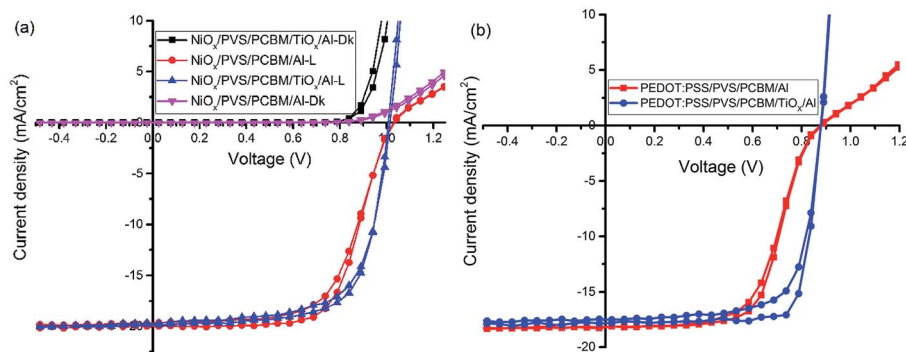 (a)
10
5
0
-5
-10
-15
Current density (mA/cm²)
-0.4 -0.2 0.0 0.2 0.4 0.6 0.8 1.0 1.2
Voltage (V)
NiOₓ/PVS/PCBM/TiOₓ/Al-Dk
NiOₓ/PVS/PCBM/Al-L
NiOₓ/PVS/PCBM/TiOₓ/Al-L
NiOₓ/PVS/PCBM/Al-Dk
(b)
10
5
0
-5
-10
-15
-20
Current density (mA/cm²)
-0.4 -0.2 0.0 0.2 0.4 0.6 0.8 1.0 1.2
Voltage (V)
PEDOT:PSS/PVS/PCBM/Al
PEDOT:PSS/PVS/PCBM/TiOₓ/Al